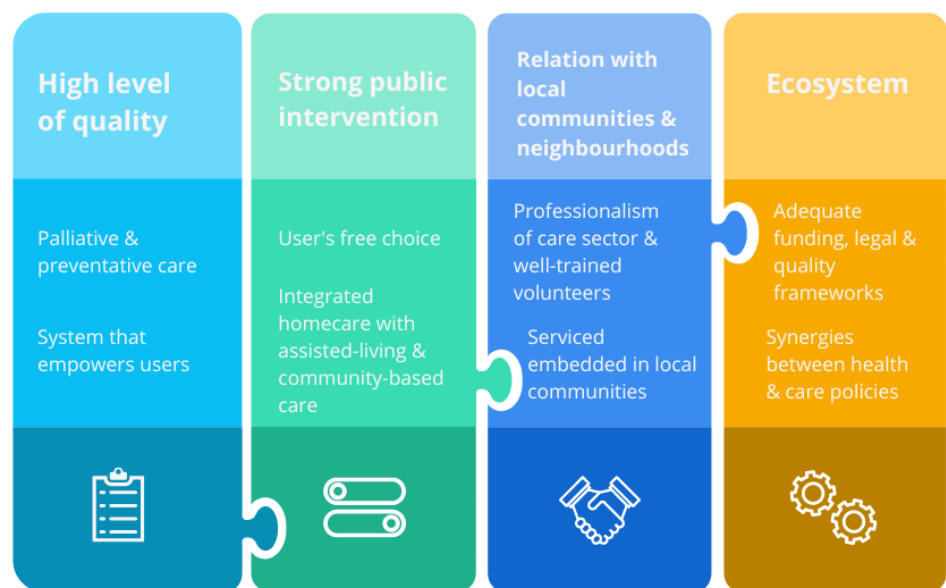 High level
of quality
Palliative &
preventative care
System that
empowers users
Strong public
intervention
User's free choice
Integrated
homecare with
assisted-living &
community-based
care
Relation with
local
communities &
neighbourhoods
Professionalism
of care sector &
well-trained
volunteers
Serviced
embedded in local
communities
Ecosystem
Adequate
funding, legal &
quality
frameworks
Synergies
between health
& care policies